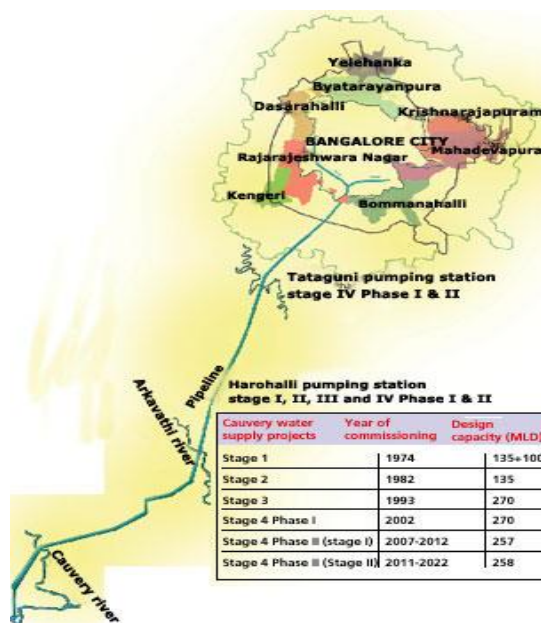 Yelehanka
Byatarayanpura
Dasarahalli
Krishnarajapuram
BANGALORE CITY
Mahadevapura
Rajarajeshwara Nagar
Kengeri
Bommanahalli
Tataguni pumping station
stage IV Phase I & II
Pipeline
Harohalli pumping station
stage I, II, III and IV Phase I & II
Arkavathi river
Cauvery river
Cauvery water supply projects Year of commissioning Design capacity (MLD)
Stage 1 1974 135+100
Stage 2 1982 135
Stage 3 1993 270
Stage 4 Phase I 2002 270
Stage 4 Phase II (stage I) 2007-2012 257
Stage 4 Phase II (Stage II) 2011-2022 258